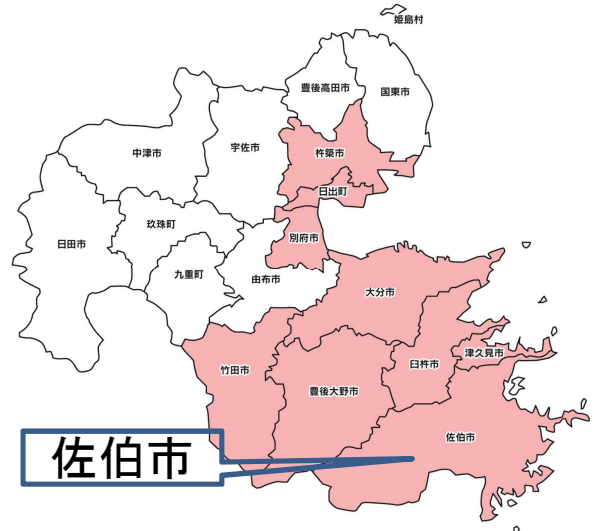 姫島村
豊後高田市
国東市
中津市
宇佐市
杵築市
日出町
玖珠町
日田市
別府市
九重町
由布市
大分市
津久見市
臼杵市
竹田市
豊後大野市
佐伯市
佐伯市